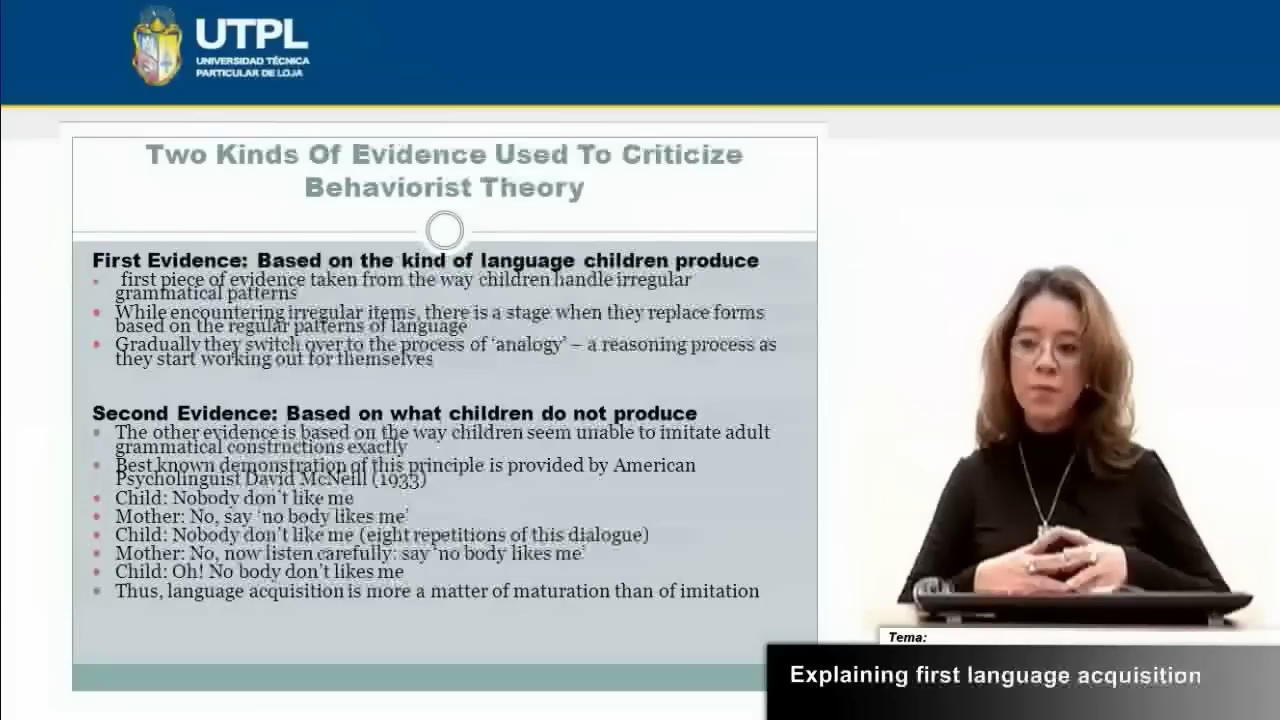 UTPL
UNIVERSIDAD TÉCNICA
PARTICULAR DE LOJA
Two Kinds Of Evidence Used To Criticize
Behaviorist Theory
First Evidence: Based on the kind of language children produce
first piece of evidence taken from the way children handle irregular
grammatical patterns
While encountering irregular items, there is a stage when they replace forms
based on the regular patterns of language
Gradually they switch over to the process of 'analogy' – a reasoning process as
they start working out for themselves
Second Evidence: Based on what children do not produce
The other evidence is based on the way children seem unable to imitate adult
grammatical constructions exactly
Best known demonstration of this principle is provided by American
Psycholinguist David McNeill (1933)
Child: Nobody don't like me
Mother: No, say 'no body likes me'
Child: Nobody don't like me (eight repetitions of this dialogue)
Mother: No, now listen carefully: say 'no body likes me'
Child: Oh! No body don't likes me
Thus, language acquisition is more a matter of maturation than of imitation
Tema:
Explaining first language acquisition